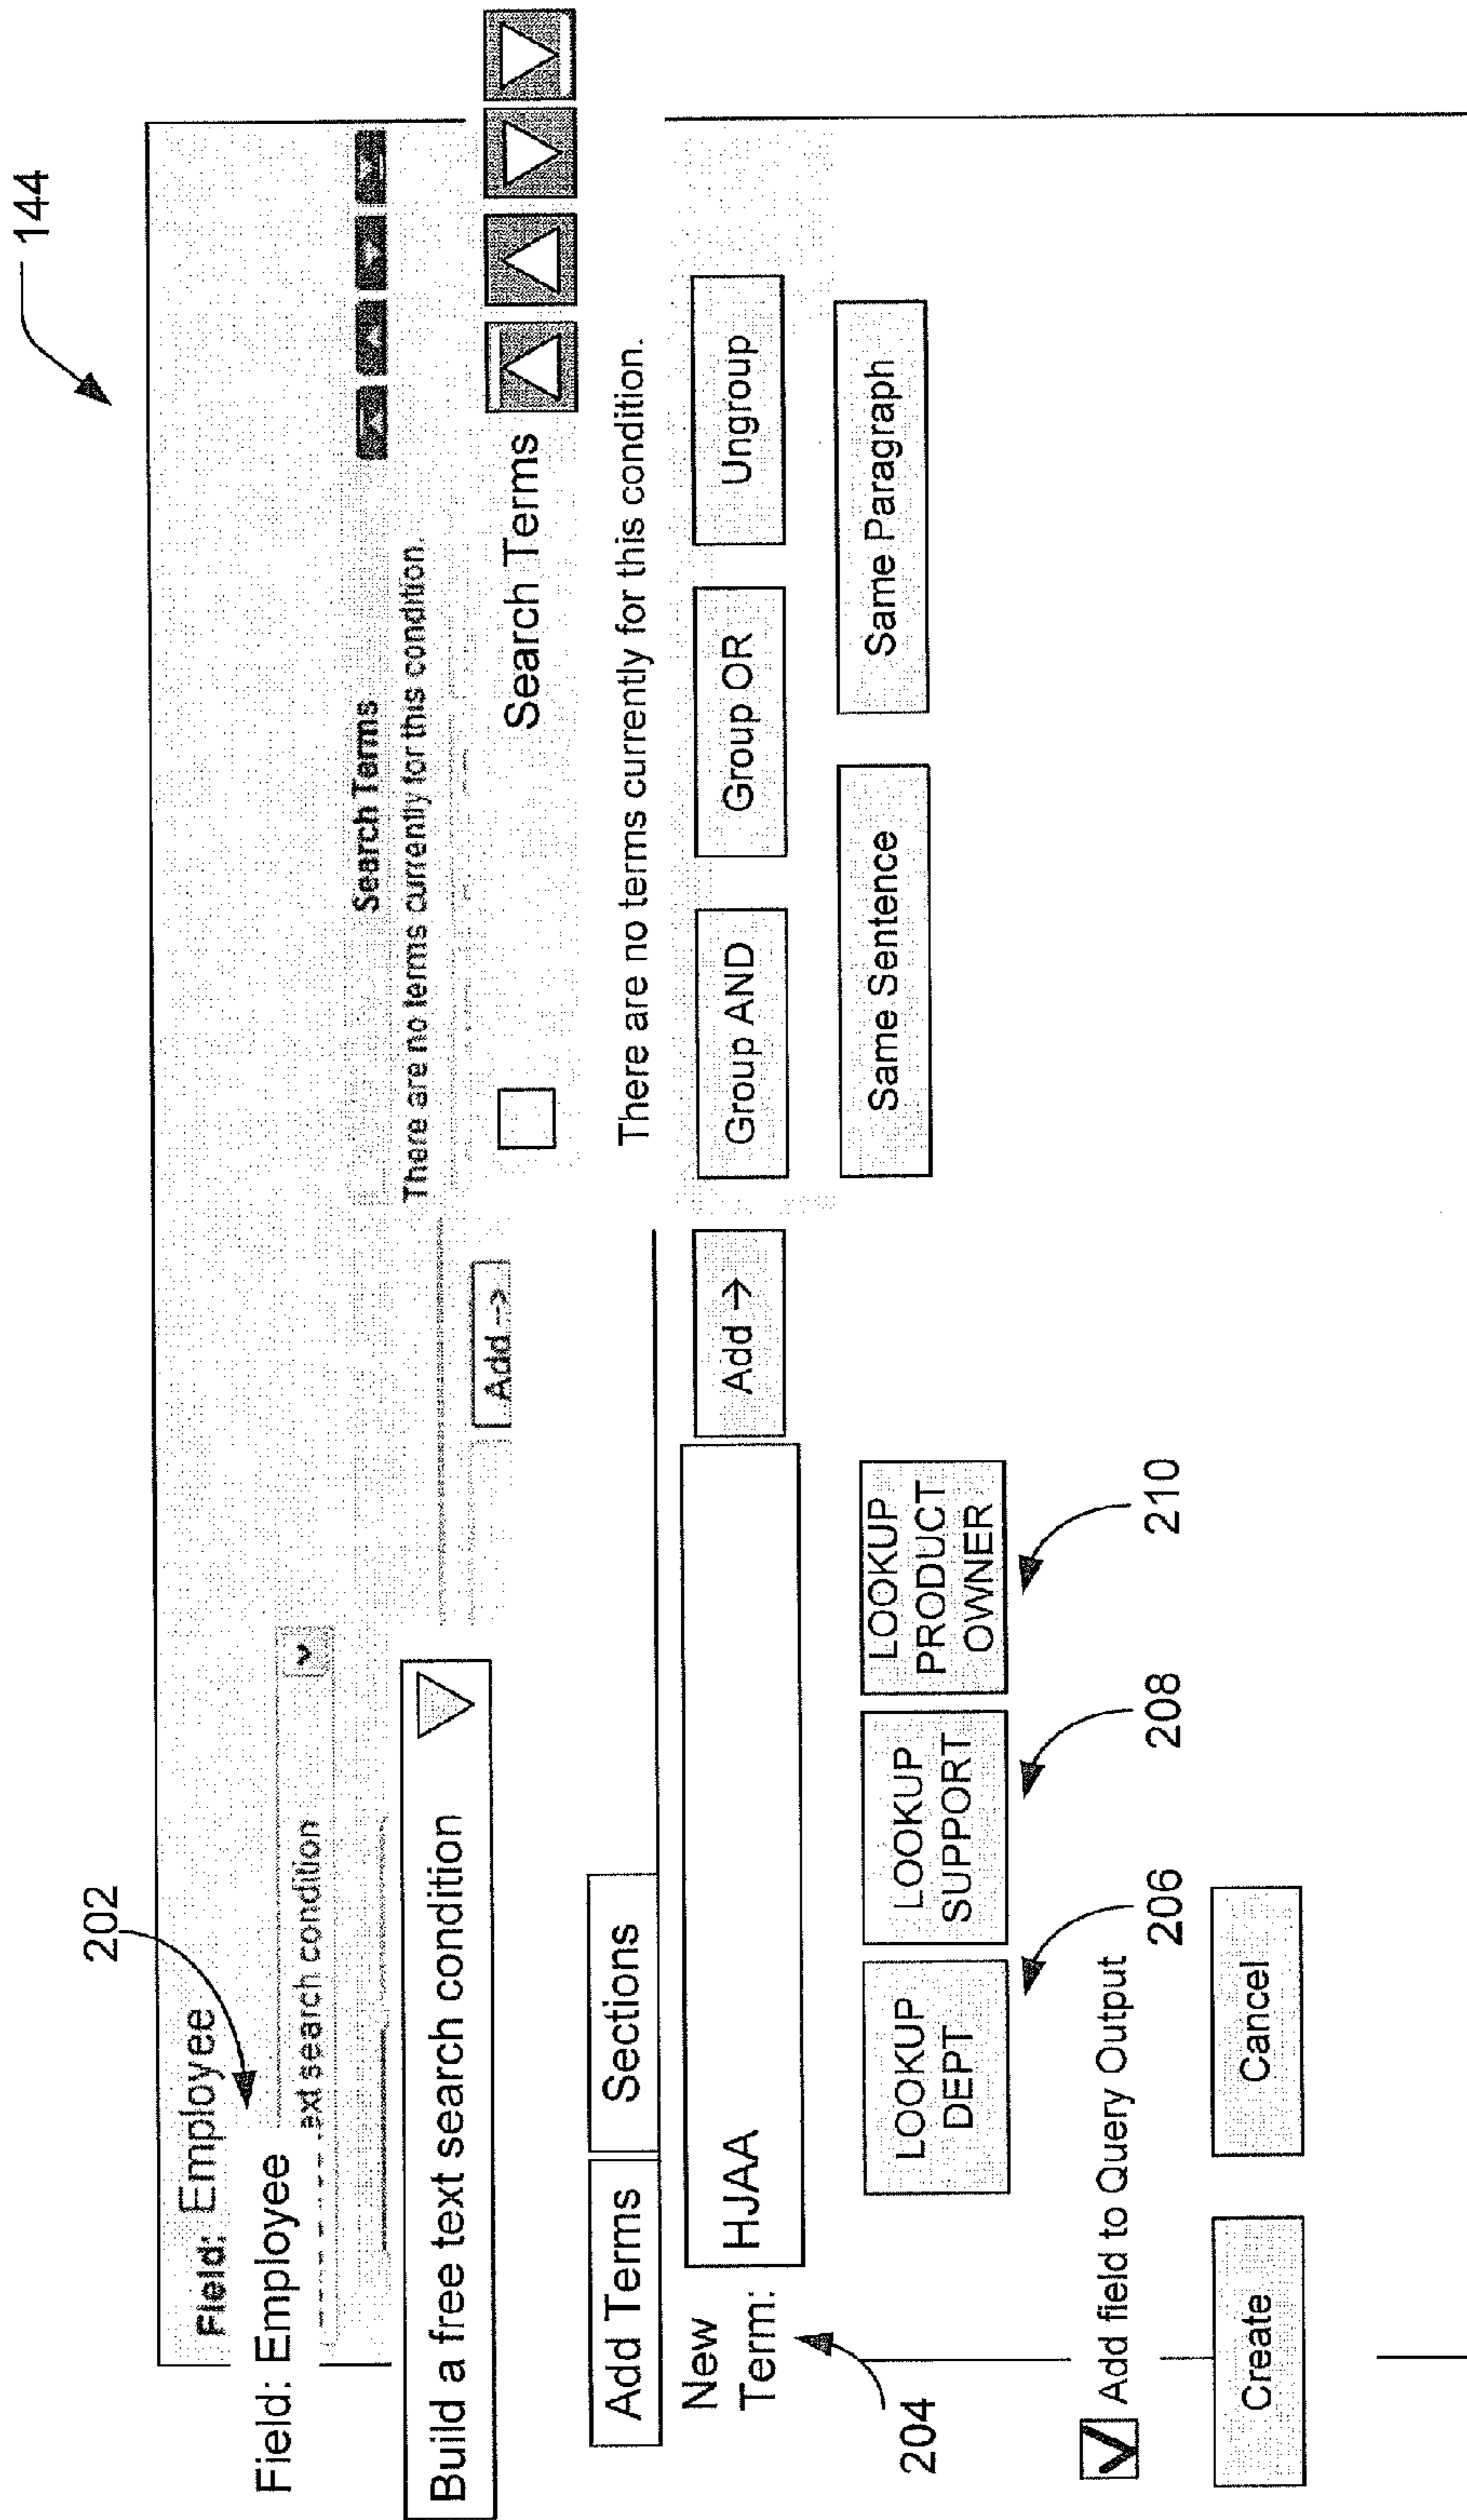 144
202
Field: Employee
Field: Employee
ext search condition
Build a free text search condition
Search Terms
There are no terms currently for this condition.
Add -->
Search Terms
There are no terms currently for this condition.
Add Terms
Sections
New
Term:
HJAA
Add →
Group AND
Group OR
Ungroup
Same Sentence
Same Paragraph
204
LOOKUP
DEPT
LOOKUP
SUPPORT
LOOKUP
PRODUCT
OWNER
206
208
210
Add field to Query Output
Create
Cancel